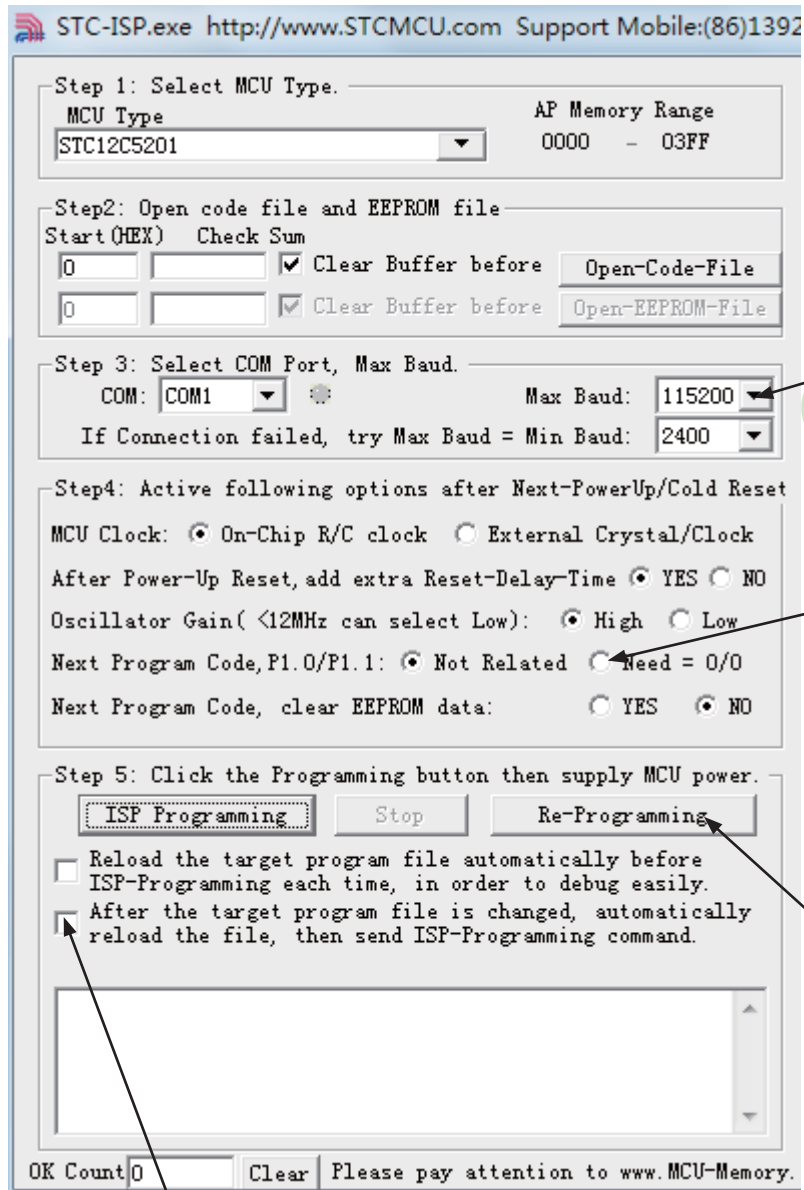 STC-ISP.exe http://www.STCMCU.com Support Mobile:(86)1392
Step 1: Select MCU Type.
MCU Type AP Memory Range
STC12C5201 0000 - 03FF
Step2: Open code file and EEPROM file
Start(HEX) Check Sum
0 Clear Buffer before Open-Code-File
0 Clear Buffer before Open-EEPROM-File
Step 3: Select COM Port, Max Baud.
COM: COM1 Max Baud: 115200
If Connection failed, try Max Baud = Min Baud: 2400
Step4: Active following options after Next-PowerUp/Cold Reset
MCU Clock: On-Chip R/C clock External Crystal/Clock
After Power-Up Reset, add extra Reset-Delay-Time YES NO
Oscillator Gain( <12MHz can select Low): High Low
Next Program Code, P1.0/P1.1: Not Related Need = 0/0
Next Program Code, clear EEPROM data: YES NO
Step 5: Click the Programming button then supply MCU power.
ISP Programming Stop Re-Programming
Reload the target program file automatically before
ISP-Programming each time, in order to debug easily.
After the target program file is changed, automatically
reload the file, then send ISP-Programming command.
OK Count 0 Clear Please pay attention to www.MCU-Memory.